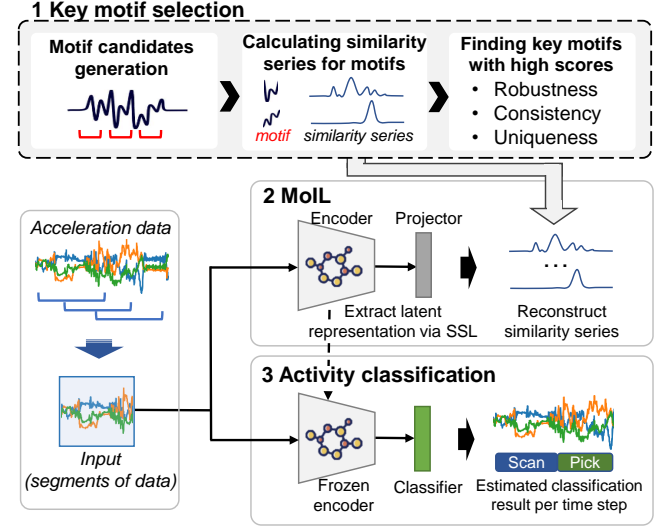 1 Key motif selection
Motif candidates
generation
Calculating similarity
series for motifs
motif
similarity series
Finding key motifs
with high scores
• Robustness
• Consistency
• Uniqueness
Acceleration data
Input
(segments of data)
2 MoIL
Encoder
Projector
Extract latent
representation via SSL
...
Reconstruct
similarity series
3 Activity classification
Frozen
encoder
Classifier
Scan
Pick
Estimated classification
result per time step